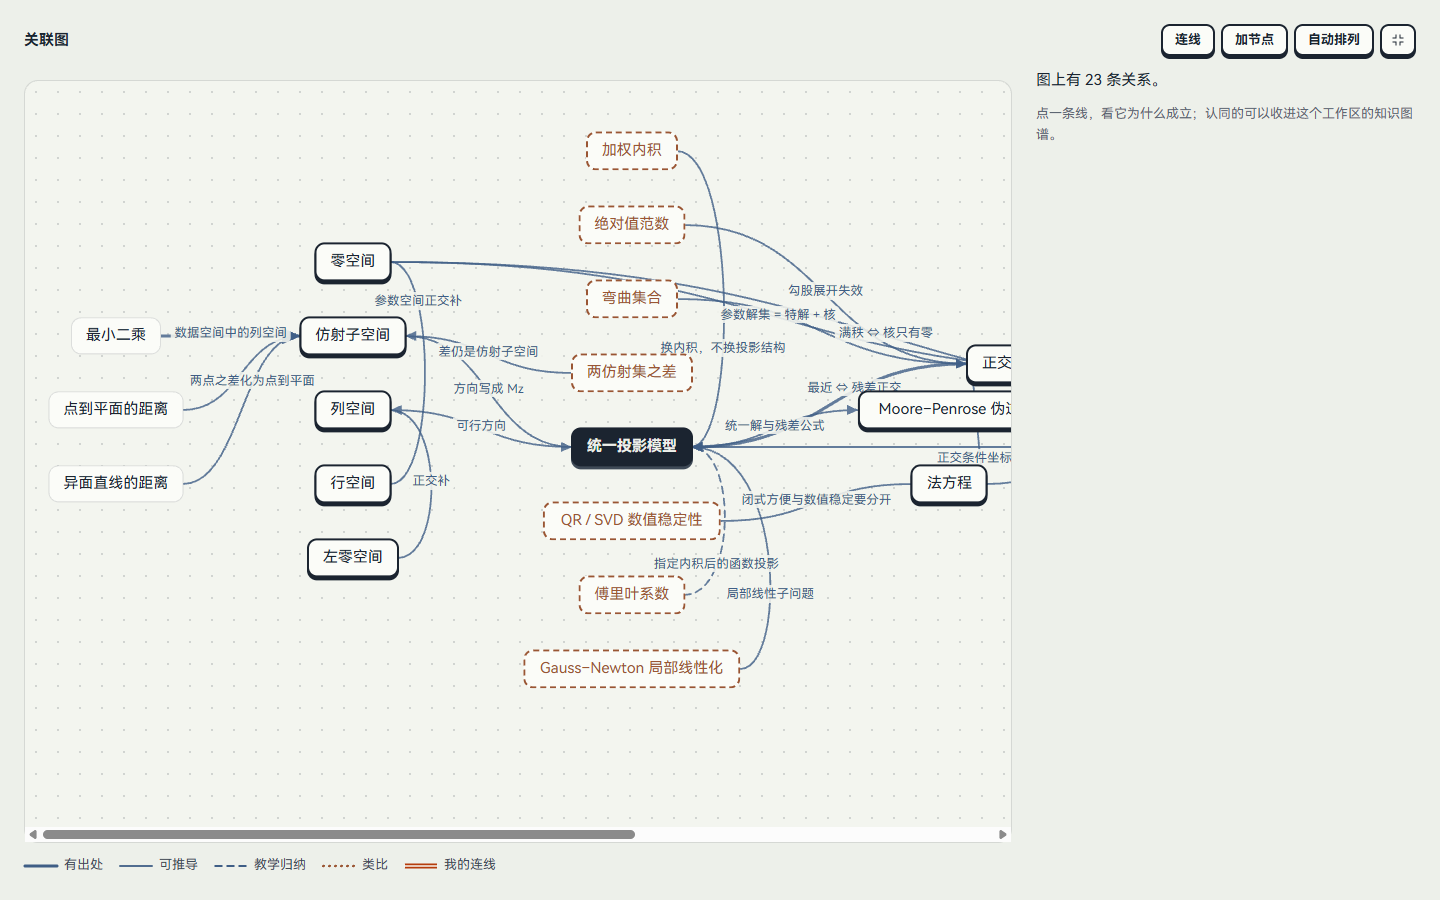 关联图
连线
加节点
自动排列
图上有 23 条关系。
点一条线，看它为什么成立；认同的可以收进这个工作区的知识图
谱。
加权内积
绝对值范数
零空间
弯曲集合
勾股展开失效
参数空间正交补
参数解集 = 特解 + 核
最小二乘
数据空间中的列空间
仿射子空间
满秩 ⇔ 核只有零
差仍是仿射子空间
换内积，不换投影结构
正交
两点之差化为点到平面
两仿射集之差
方向写成 Mz
最近 ⇔ 残差正交
点到平面的距离
列空间
Moore-Penrose 伪
可行方向
统一解与残差公式
统一投影模型
正交条件坐标
异面直线的距离
行空间
正交补
法方程
闭式方便与数值稳定要分开
QR / SVD 数值稳定性
左零空间
指定内积后的函数投影
傅里叶系数
局部线性子问题
Gauss-Newton 局部线性化
有出处
可推导
教学归纳
类比
我的连线